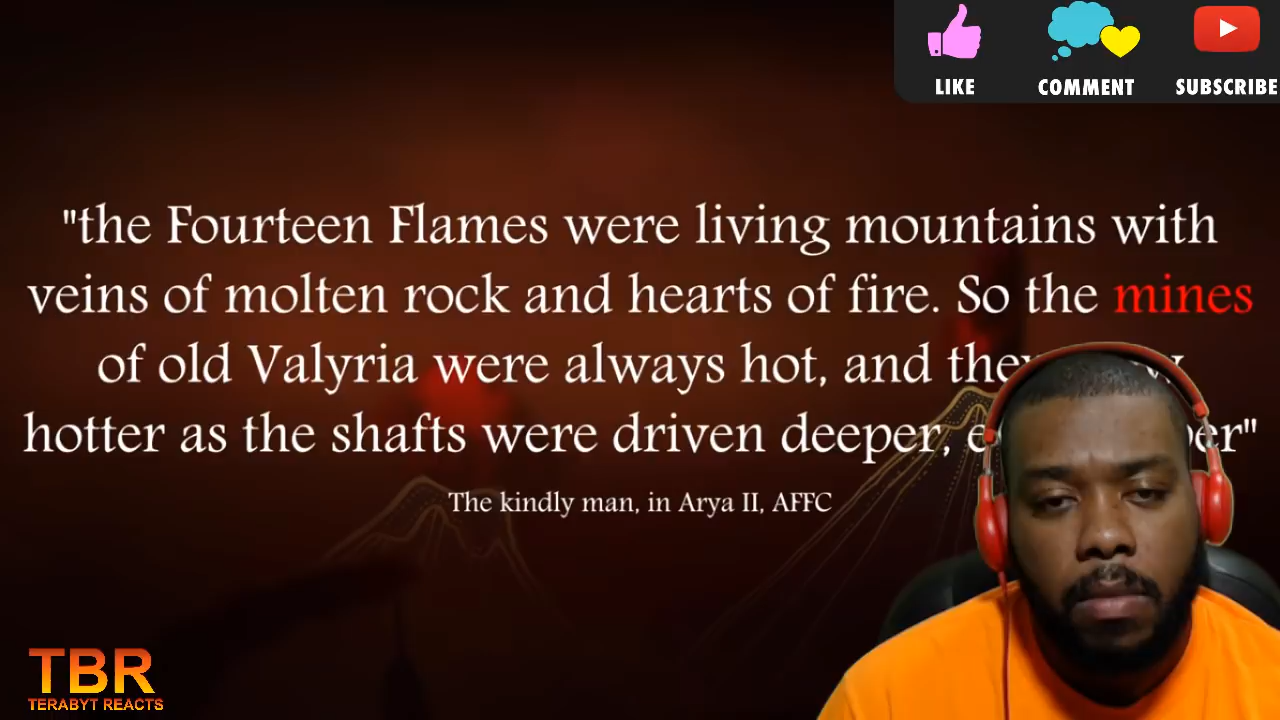 LIKE
COMMENT
SUBSCRIBE
"the Fourteen Flames were living mountains with
veins of molten rock and hearts of fire. So the mines
of old Valyria were always hot, and they
hotter as the shafts were driven deeper,
The kindly man, in Arya II, AFFC
TBR
TERABYT REACTS